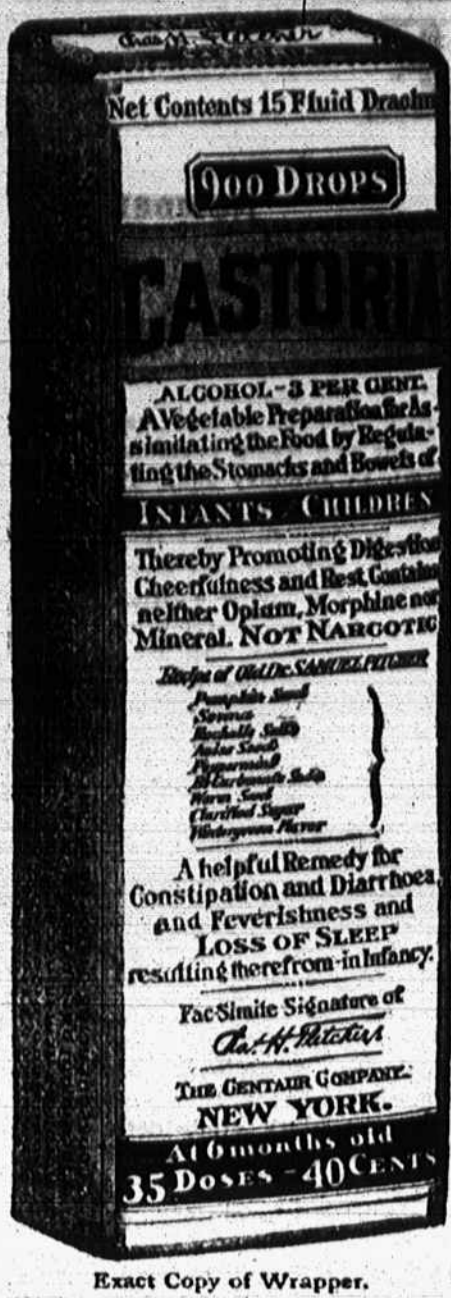 Chas. H. Fletcher
Net Contents 15 Fluid Drachm
900 DROPS
CASTORIA
ALCOHOL-3 PER CENT.
A Vegetable Preparation for As-
similating the Food by Regula-
ting the Stomachs and Bowels of
INFANTS CHILDREN
Thereby Promoting Digestion
Cheerfulness and Rest Contains
neither Opium, Morphine nor
Mineral. NOT NARCOTIC
Recipe of Old Dr. SAMUEL PITCHER
Pumpkin Seed
Senna
Rochelle Salts
Anise Seed
Peppermint
Bi-Carbonate Soda
Worm Seed
Clarified Sugar
Wintergreen Flavor
A helpful Remedy for
Constipation and Diarrhoea,
and Feverishness and
LOSS OF SLEEP
resulting therefrom-in Infancy.
Fac-Simile Signature of
Chas. H. Fletcher.
THE CENTAUR COMPANY.
NEW YORK.
At 6 months old
35 DOSES - 40 CENTS
Exact Copy of Wrapper.